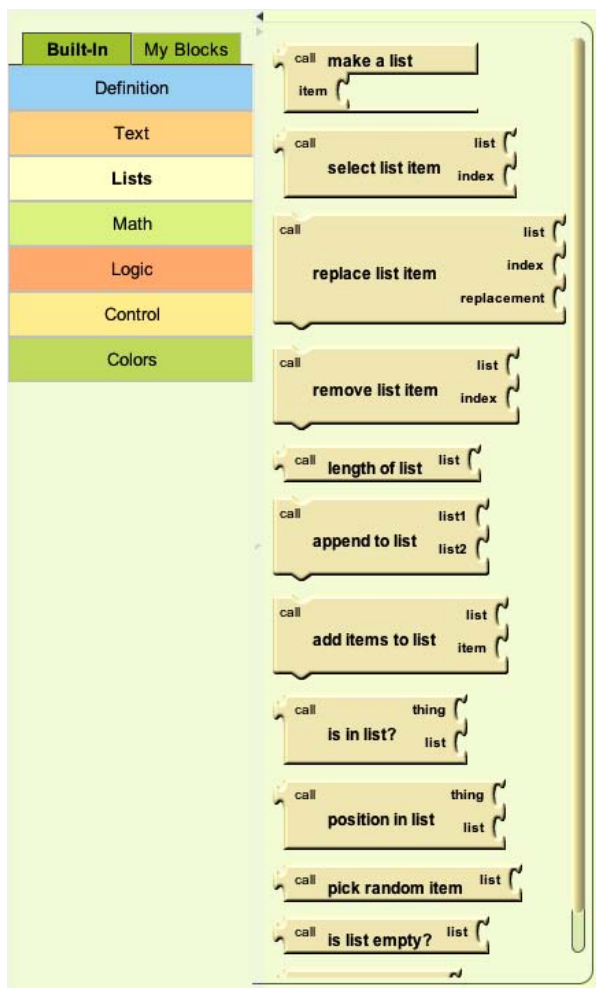 Built-In My Blocks
Definition
Text
Lists
Math
Logic
Control
Colors
call make a list
item
call list
select list item index
call list
replace list item index
replacement
call list
remove list item index
call length of list list
call list1
append to list list2
call list
add items to list item
call thing
is in list? list
call thing
position in list list
call pick random item list
call is list empty? list